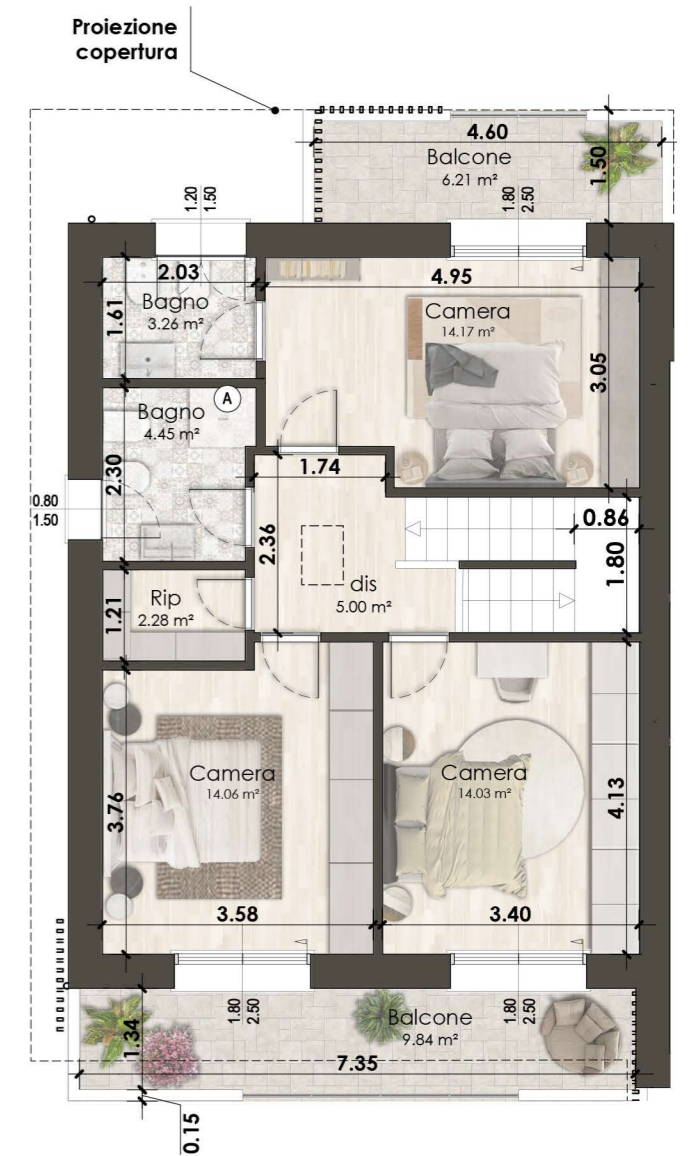 Proiezione
copertura
4.60
Balcone
6.21 m²
1.50
1.20
1.50
1.80
2.50
2.03
Bagno
3.26 m²
1.61
4.95
Camera
14.17 m²
3.05
Bagno
4.45 m²
A
2.30
0.80
1.50
1.74
2.36
0.86
1.80
dis
5.00 m²
Rip
2.28 m²
1.21
Camera
14.06 m²
3.76
3.58
Camera
14.03 m²
4.13
3.40
1.80
2.50
1.80
2.50
Balcone
9.84 m²
1.34
7.35
0.15